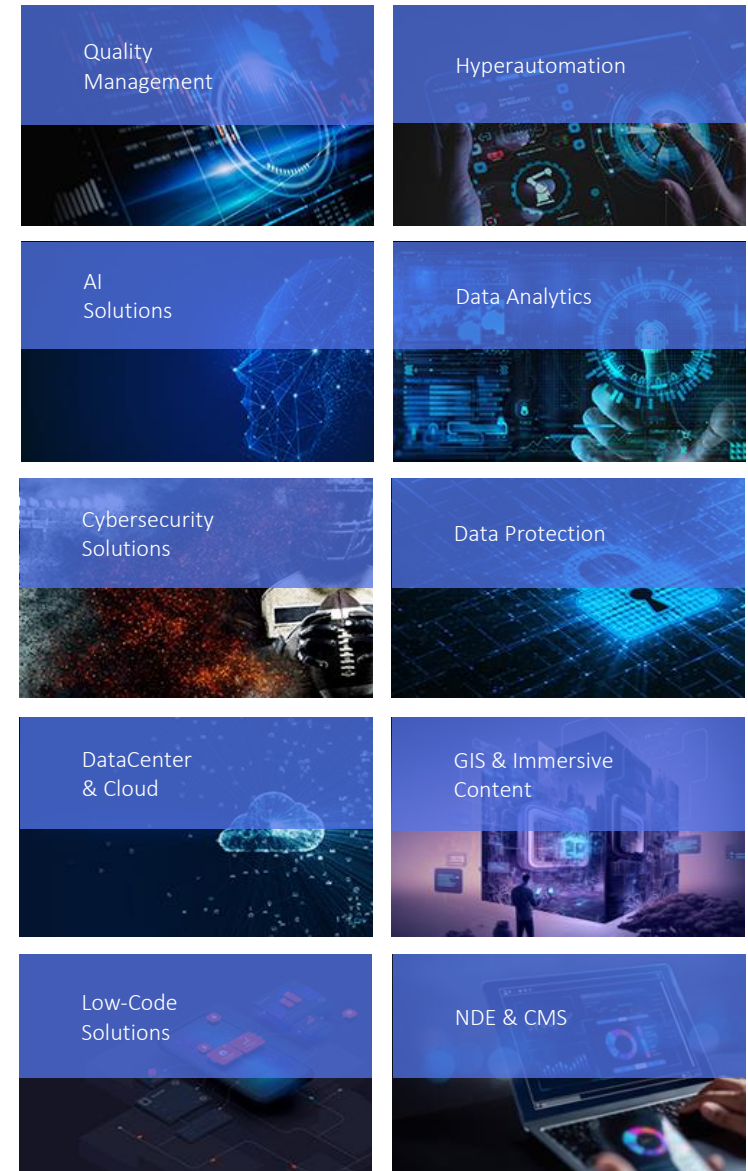 Quality
Management
Hyperautomation
AI
Solutions
Data Analytics
Cybersecurity
Solutions
Data Protection
DataCenter
& Cloud
GIS & Immersive
Content
Low-Code
Solutions
NDE & CMS